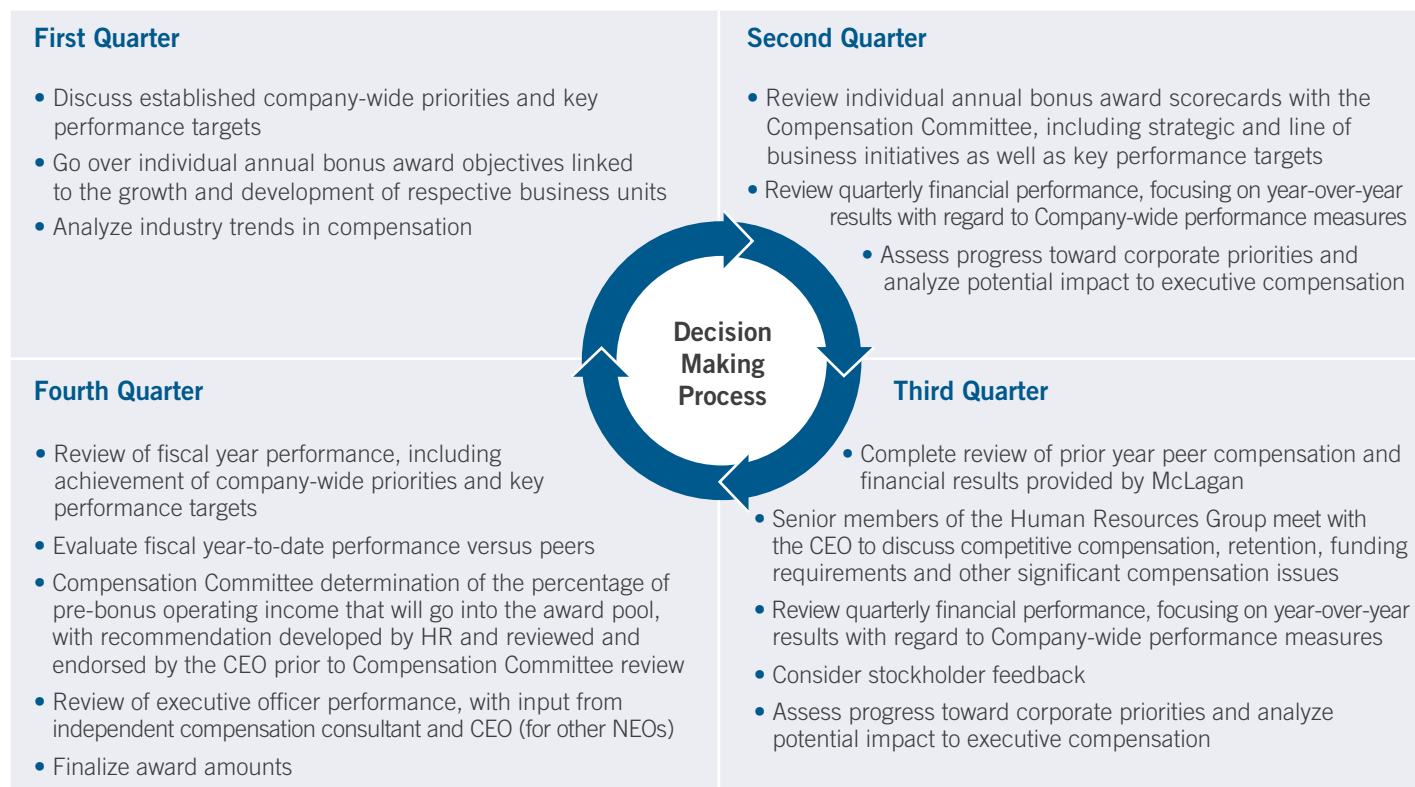 First Quarter
• Discuss established company-wide priorities and key
performance targets
• Go over individual annual bonus award objectives linked
to the growth and development of respective business units
• Analyze industry trends in compensation
Second Quarter
• Review individual annual bonus award scorecards with the
Compensation Committee, including strategic and line of
business initiatives as well as key performance targets
• Review quarterly financial performance, focusing on year-over-year
results with regard to Company-wide performance measures
• Assess progress toward corporate priorities and
analyze potential impact to executive compensation
Decision
Making
Process
Third Quarter
• Complete review of prior year peer compensation and
financial results provided by McLagan
• Senior members of the Human Resources Group meet with
the CEO to discuss competitive compensation, retention, funding
requirements and other significant compensation issues
• Review quarterly financial performance, focusing on year-over-year
results with regard to Company-wide performance measures
• Consider stockholder feedback
• Assess progress toward corporate priorities and analyze
potential impact to executive compensation
Fourth Quarter
• Review of fiscal year performance, including
achievement of company-wide priorities and key
performance targets
• Evaluate fiscal year-to-date performance versus peers
• Compensation Committee determination of the percentage of
pre-bonus operating income that will go into the award pool,
with recommendation developed by HR and reviewed and
endorsed by the CEO prior to Compensation Committee review
• Review of executive officer performance, with input from
independent compensation consultant and CEO (for other NEOs)
• Finalize award amounts